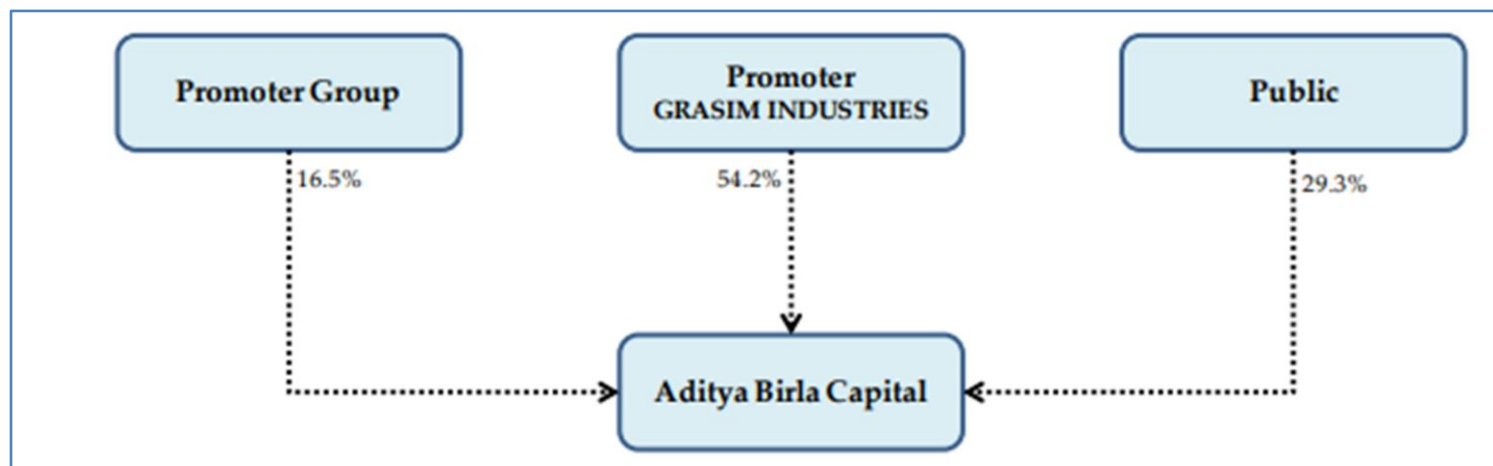 Promoter Group
Promoter
GRASIM INDUSTRIES
Public
16.5%
54.2%
29.3%
Aditya Birla Capital